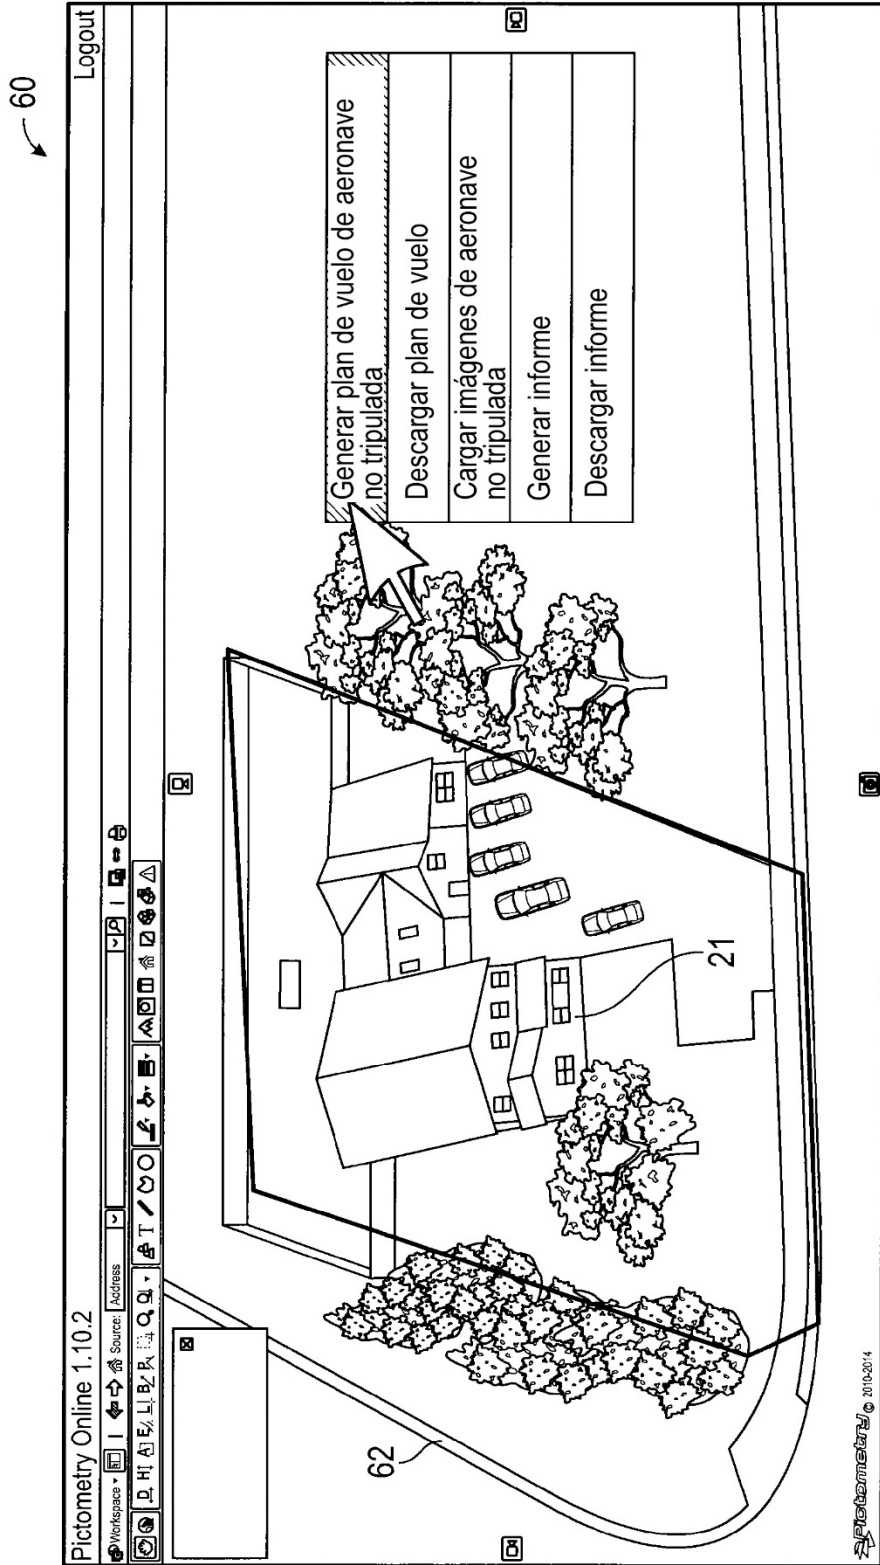 60
Pictometry Online 1.10.2
Logout
Workspace
Source: Address
T
Generar plan de vuelo de aeronave
no tripulada
Descargar plan de vuelo
Cargar imágenes de aeronave
no tripulada
Generar informe
Descargar informe
21
62
Pictometry © 2010-2014